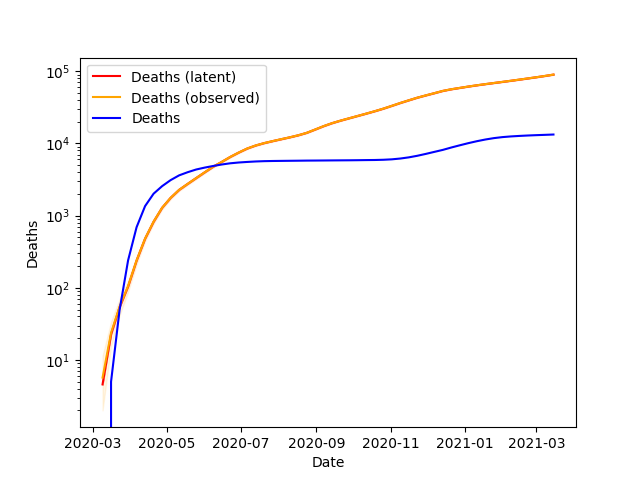 Deaths (latent)
Deaths (observed)
Deaths
10^5
10^4
10^3
10^2
10^1
Deaths
2020-03 2020-05 2020-07 2020-09 2020-11 2021-01 2021-03
Date